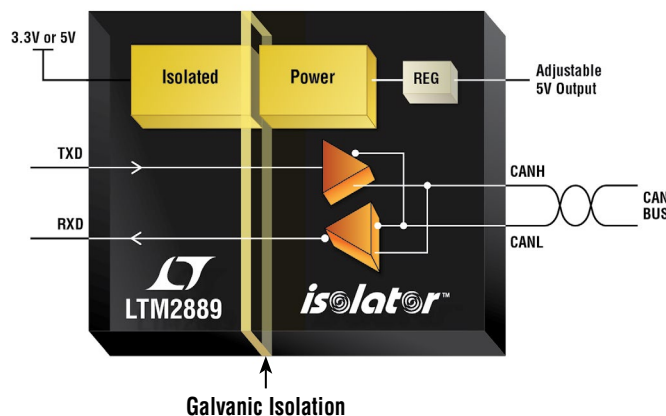 3.3V or 5V
Isolated
Power
REG
Adjustable
5V Output
TXD
CANH
CAN
BUS
RXD
CANL
LTM2889
isolator™
Galvanic Isolation